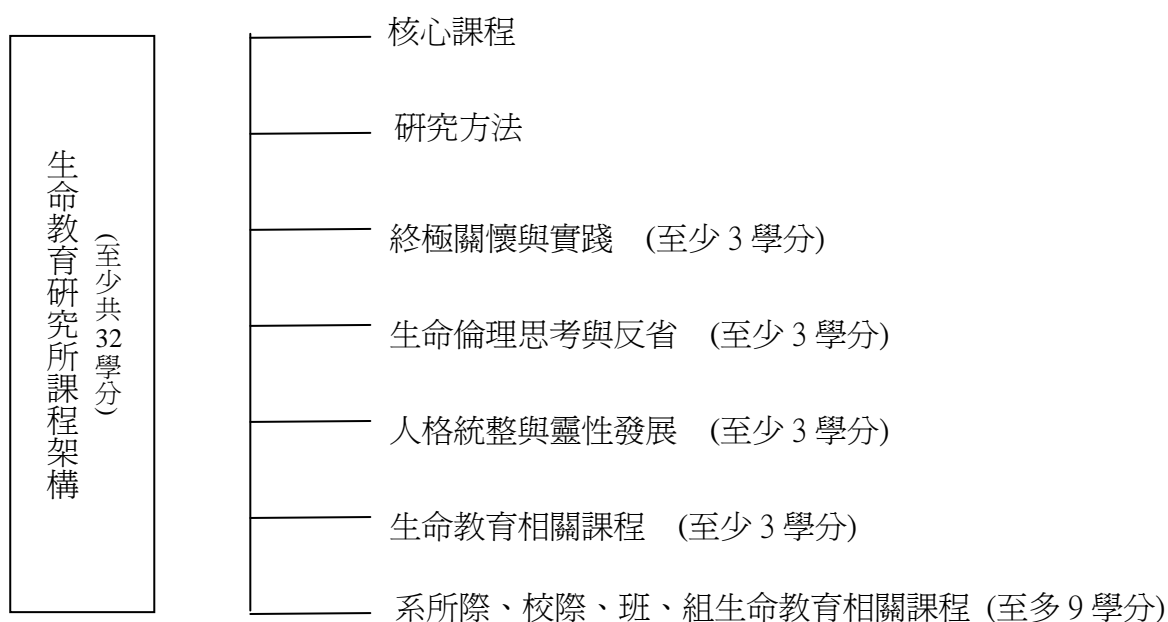 生命教育研究所課程架構
(至少共32學分)
核心課程
研究方法
終極關懷與實踐 (至少 3 學分)
生命倫理思考與反省 (至少 3 學分)
人格統整與靈性發展 (至少 3 學分)
生命教育相關課程 (至少 3 學分)
系所際、校際、班、組生命教育相關課程 (至多 9 學分)